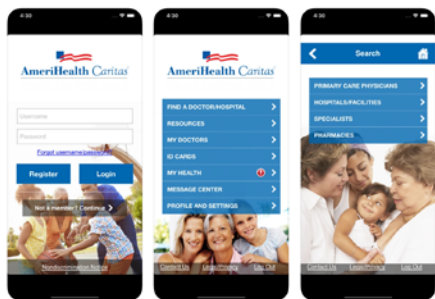 4:30
AmeriHealth Caritas
Username
Password
Forgot username/password?
Register
Login
Not a member? Continue
Nondiscrimination Notice
4:30
AmeriHealth Caritas
FIND A DOCTOR/HOSPITAL
RESOURCES
MY DOCTORS
ID CARDS
MY HEALTH
MESSAGE CENTER
PROFILE AND SETTINGS
Contact Us Legal/Privacy Log Out
4:30
Search
PRIMARY CARE PHYSICIANS
HOSPITALS/FACILITIES
SPECIALISTS
PHARMACIES
Contact Us Legal/Privacy Log Out